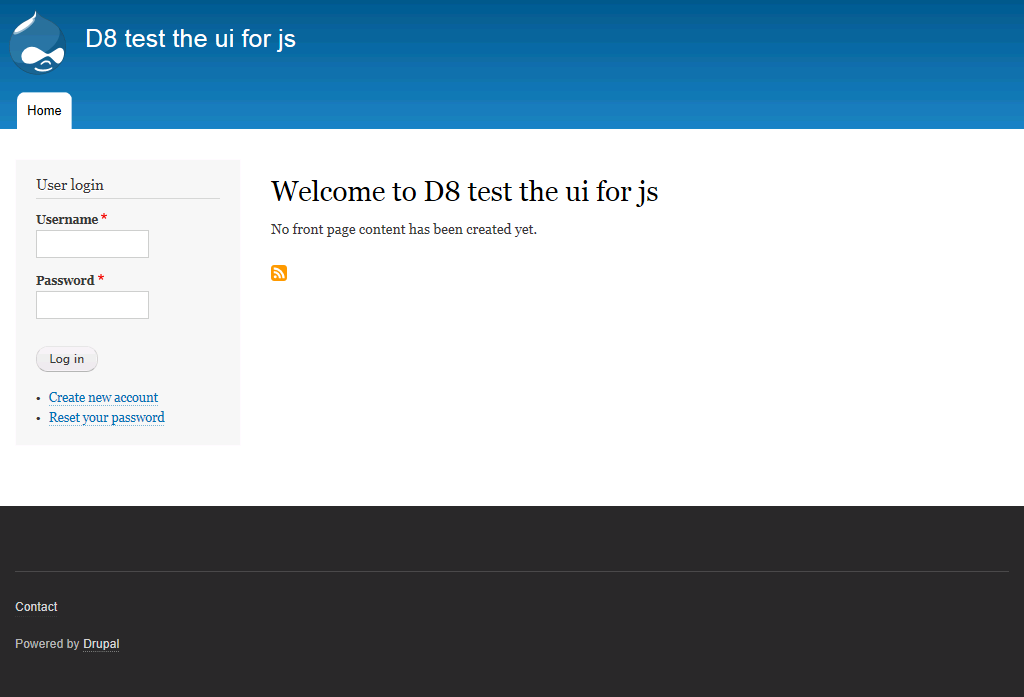 D8 test the ui for js
Home
User login
Username *
Password *
Log in
Create new account
Reset your password
Welcome to D8 test the ui for js
No front page content has been created yet.
Contact
Powered by Drupal